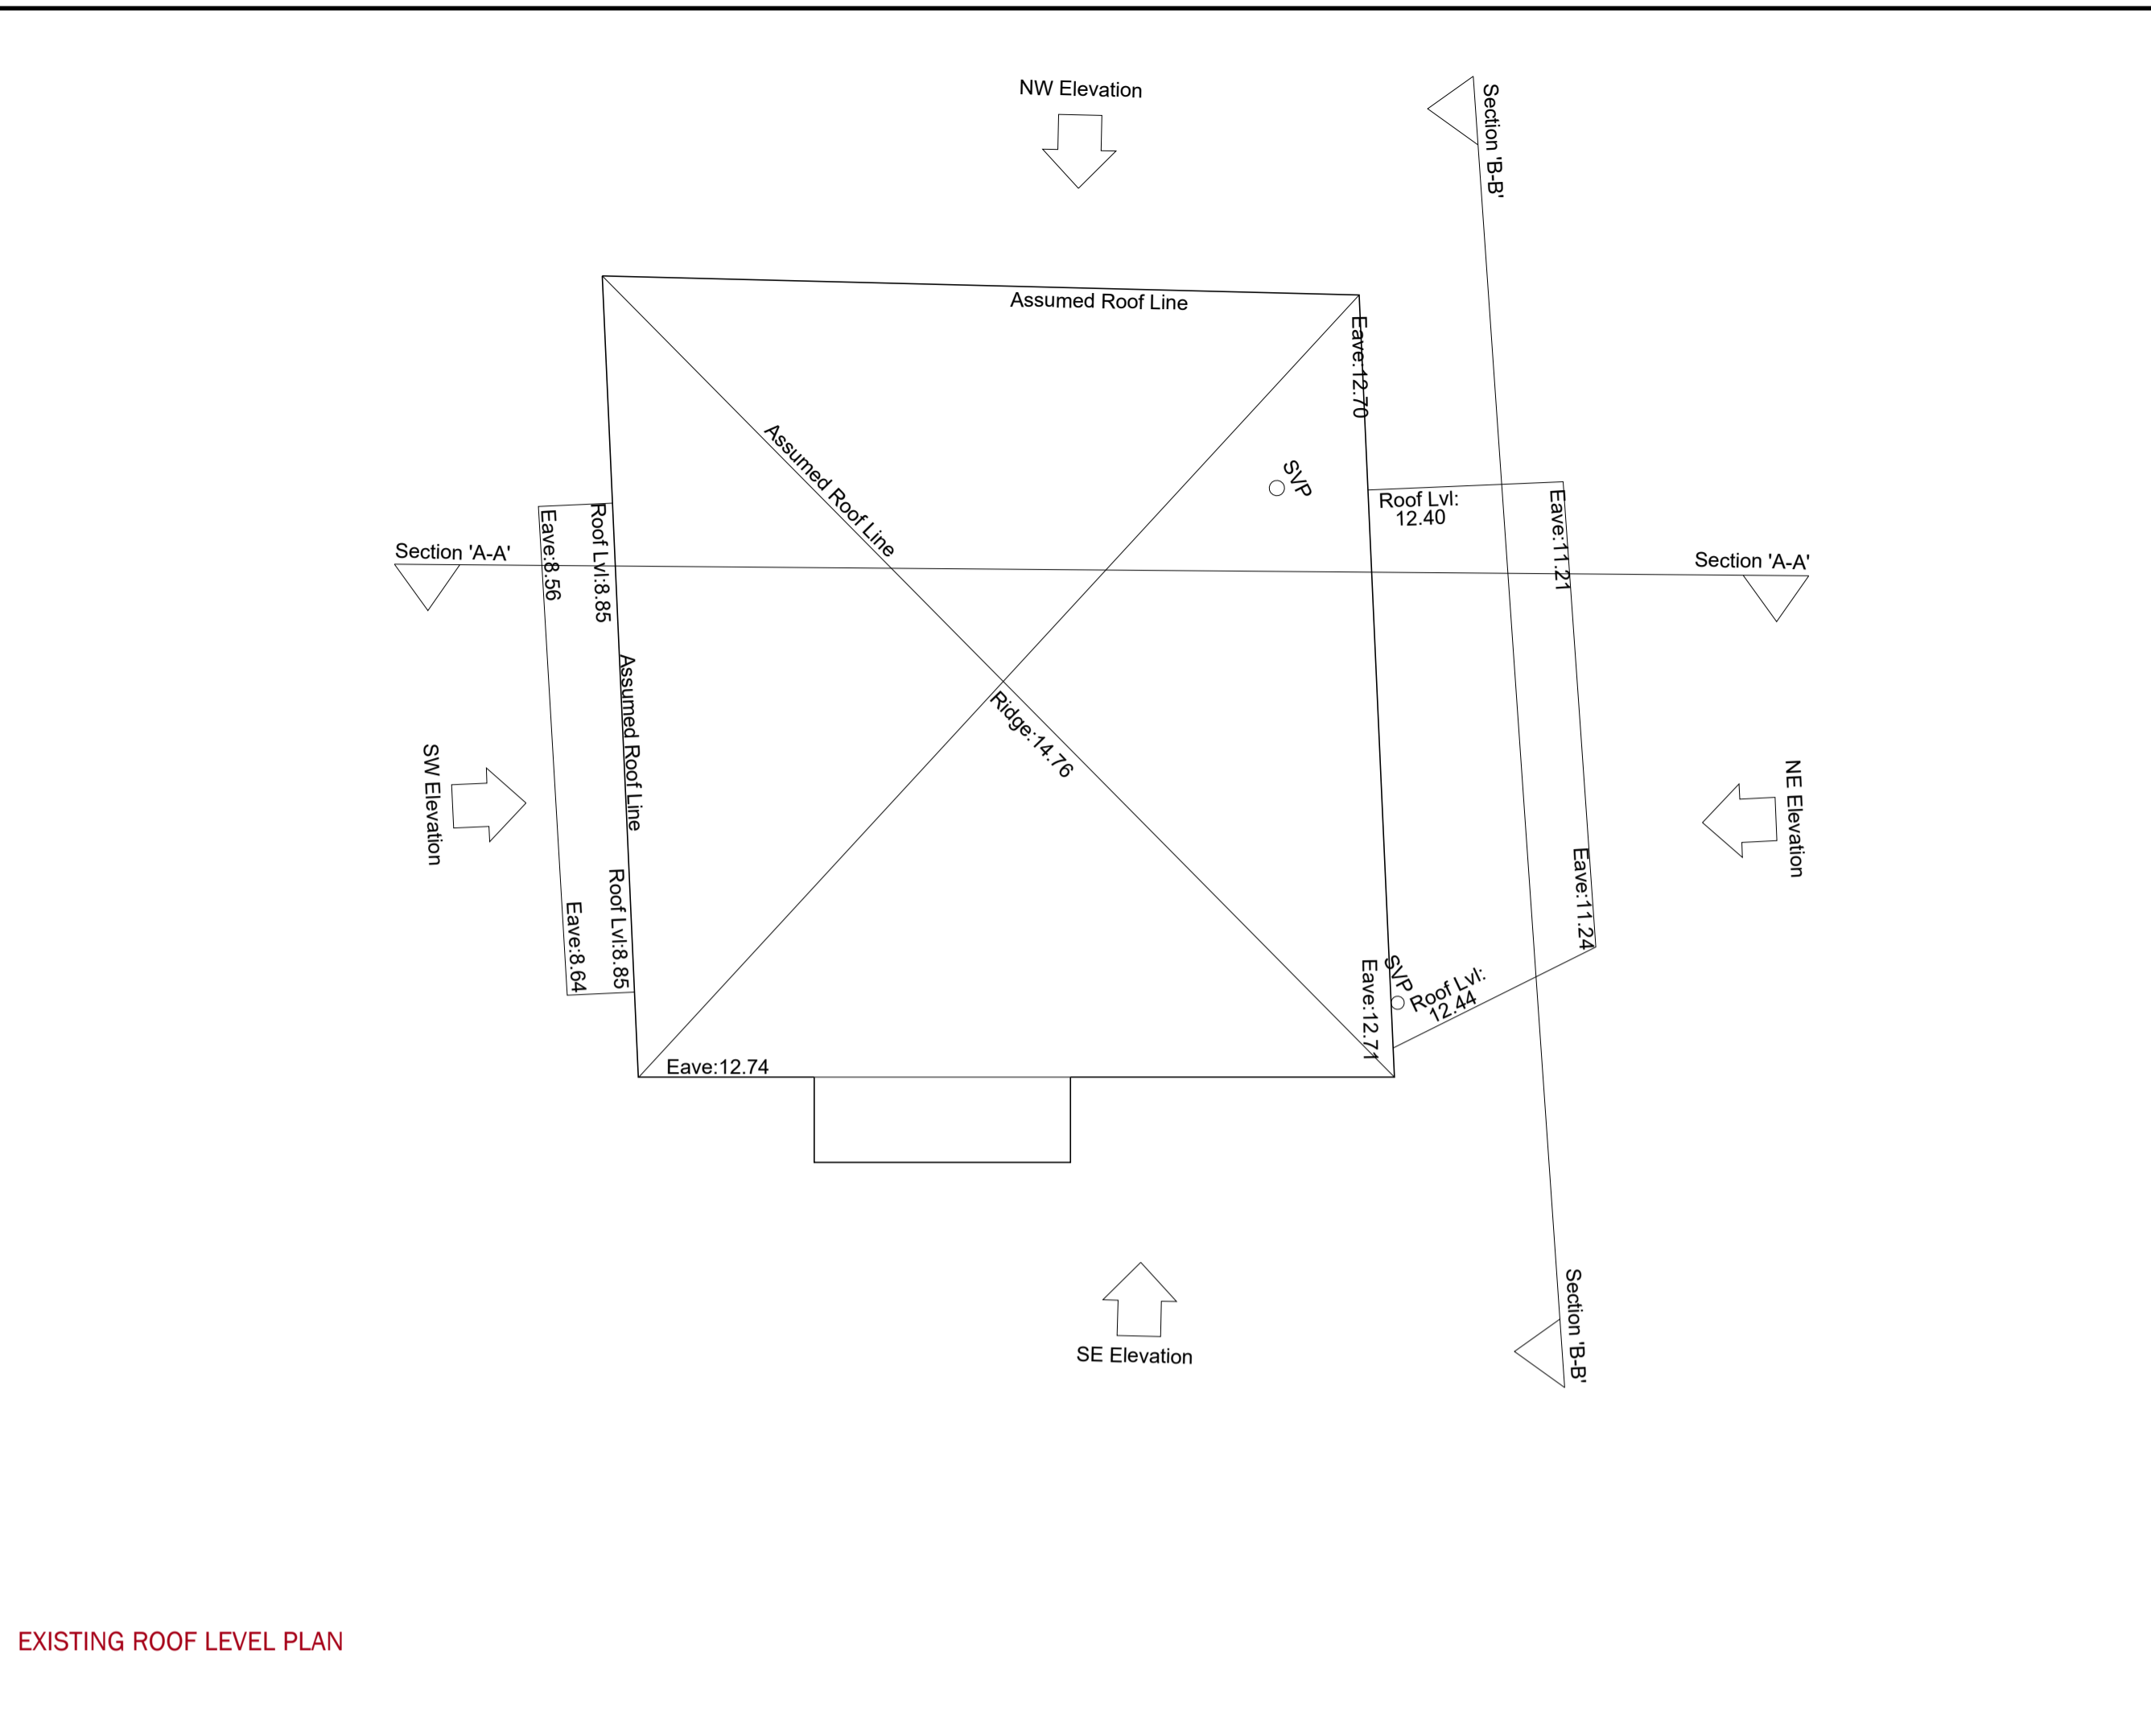 NW Elevation
Section 'B-B'
Assumed Roof Line
Eave:12.70
Assumed Roof Line
SVP
Roof Lvl:
12.40
Eave:11.21
Section 'A-A'
Eave:8.56
Roof Lvl:8.85
Section 'A-A'
Assumed Roof Line
Ridge:14.76
SW Elevation
NE Elevation
Eave:11.24
Roof Lvl:8.85
Eave:8.64
SVP
Eave:12.71
Roof Lvl:
12.44
Eave:12.74
Section 'B-B'
SE Elevation
EXISTING ROOF LEVEL PLAN